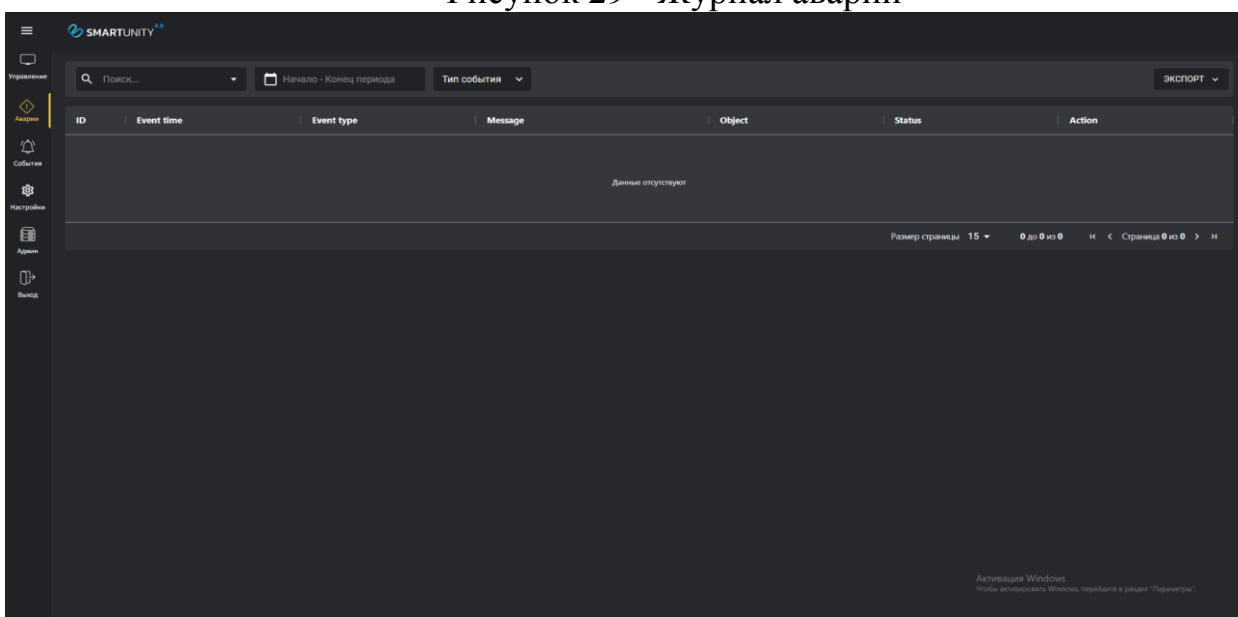 Рисунок 29 – Журнал аварий
SMARTUNITY 4.0
Управление
Поиск...
Начало - Конец периода
Тип события
ЭКСПОРТ
Аварии
ID Event time Event type Message Object Status Action
События
Данные отсутствуют
Настройки
Размер страницы 15 0 до 0 из 0 Страница 0 из 0
Админ
Выход
Активация Windows
Чтобы активировать Windows, перейдите в раздел "Параметры".